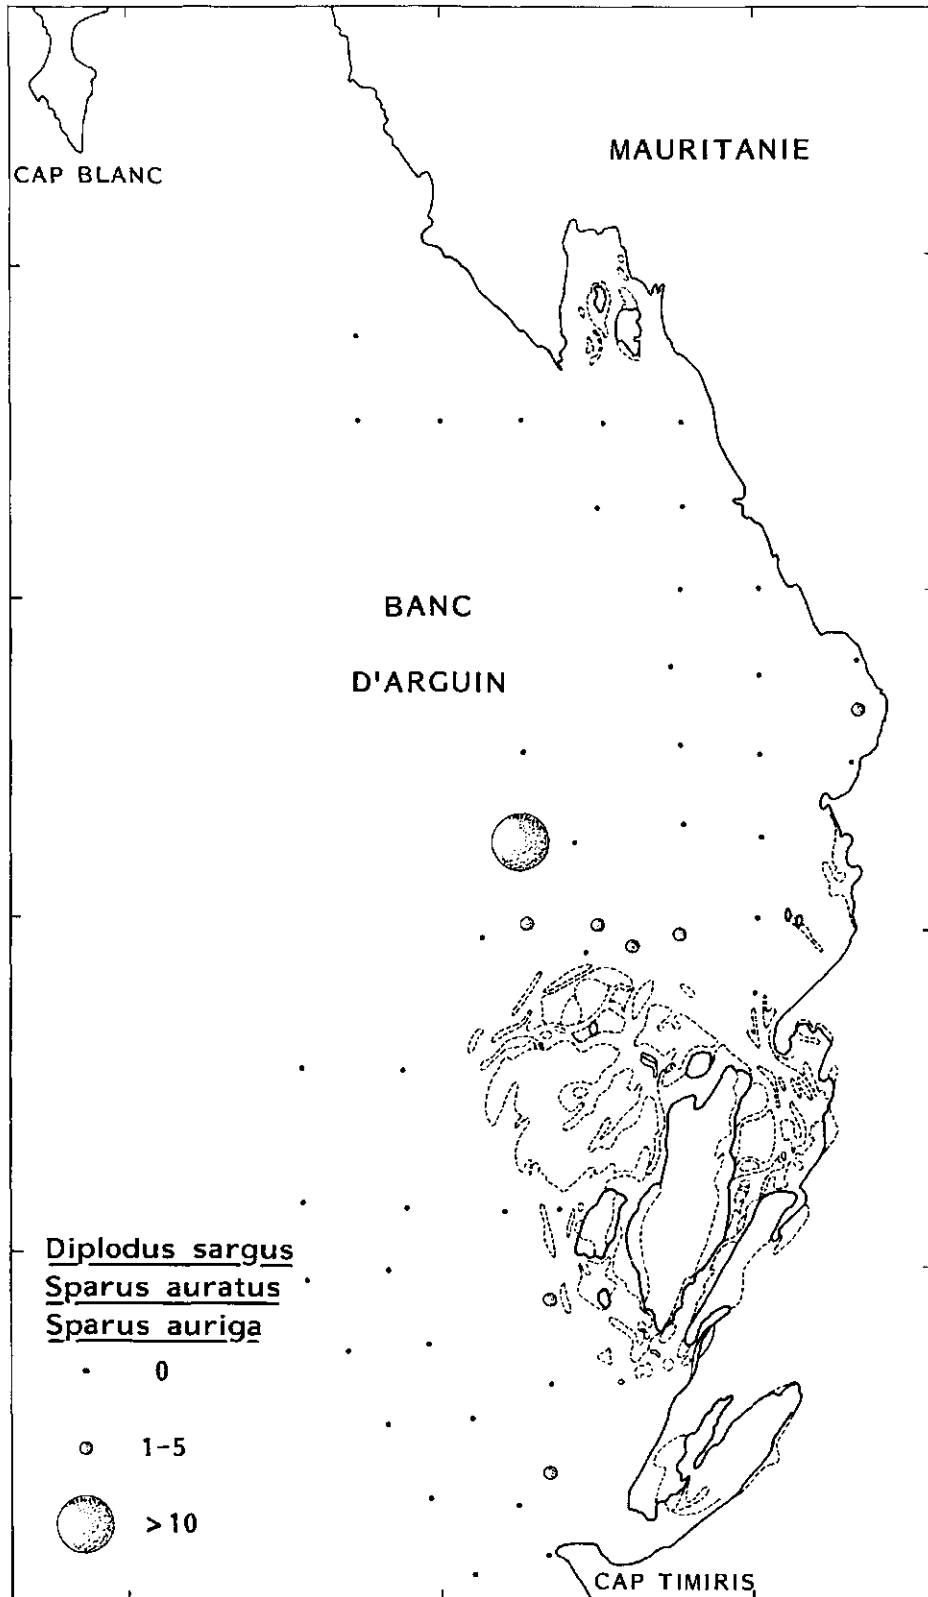 MAURITANIE
CAP BLANC
BANC
D'ARGUIN
Diplodus sargus
Sparus auratus
Sparus auriga
0
1-5
>10
CAP TIMIRIS